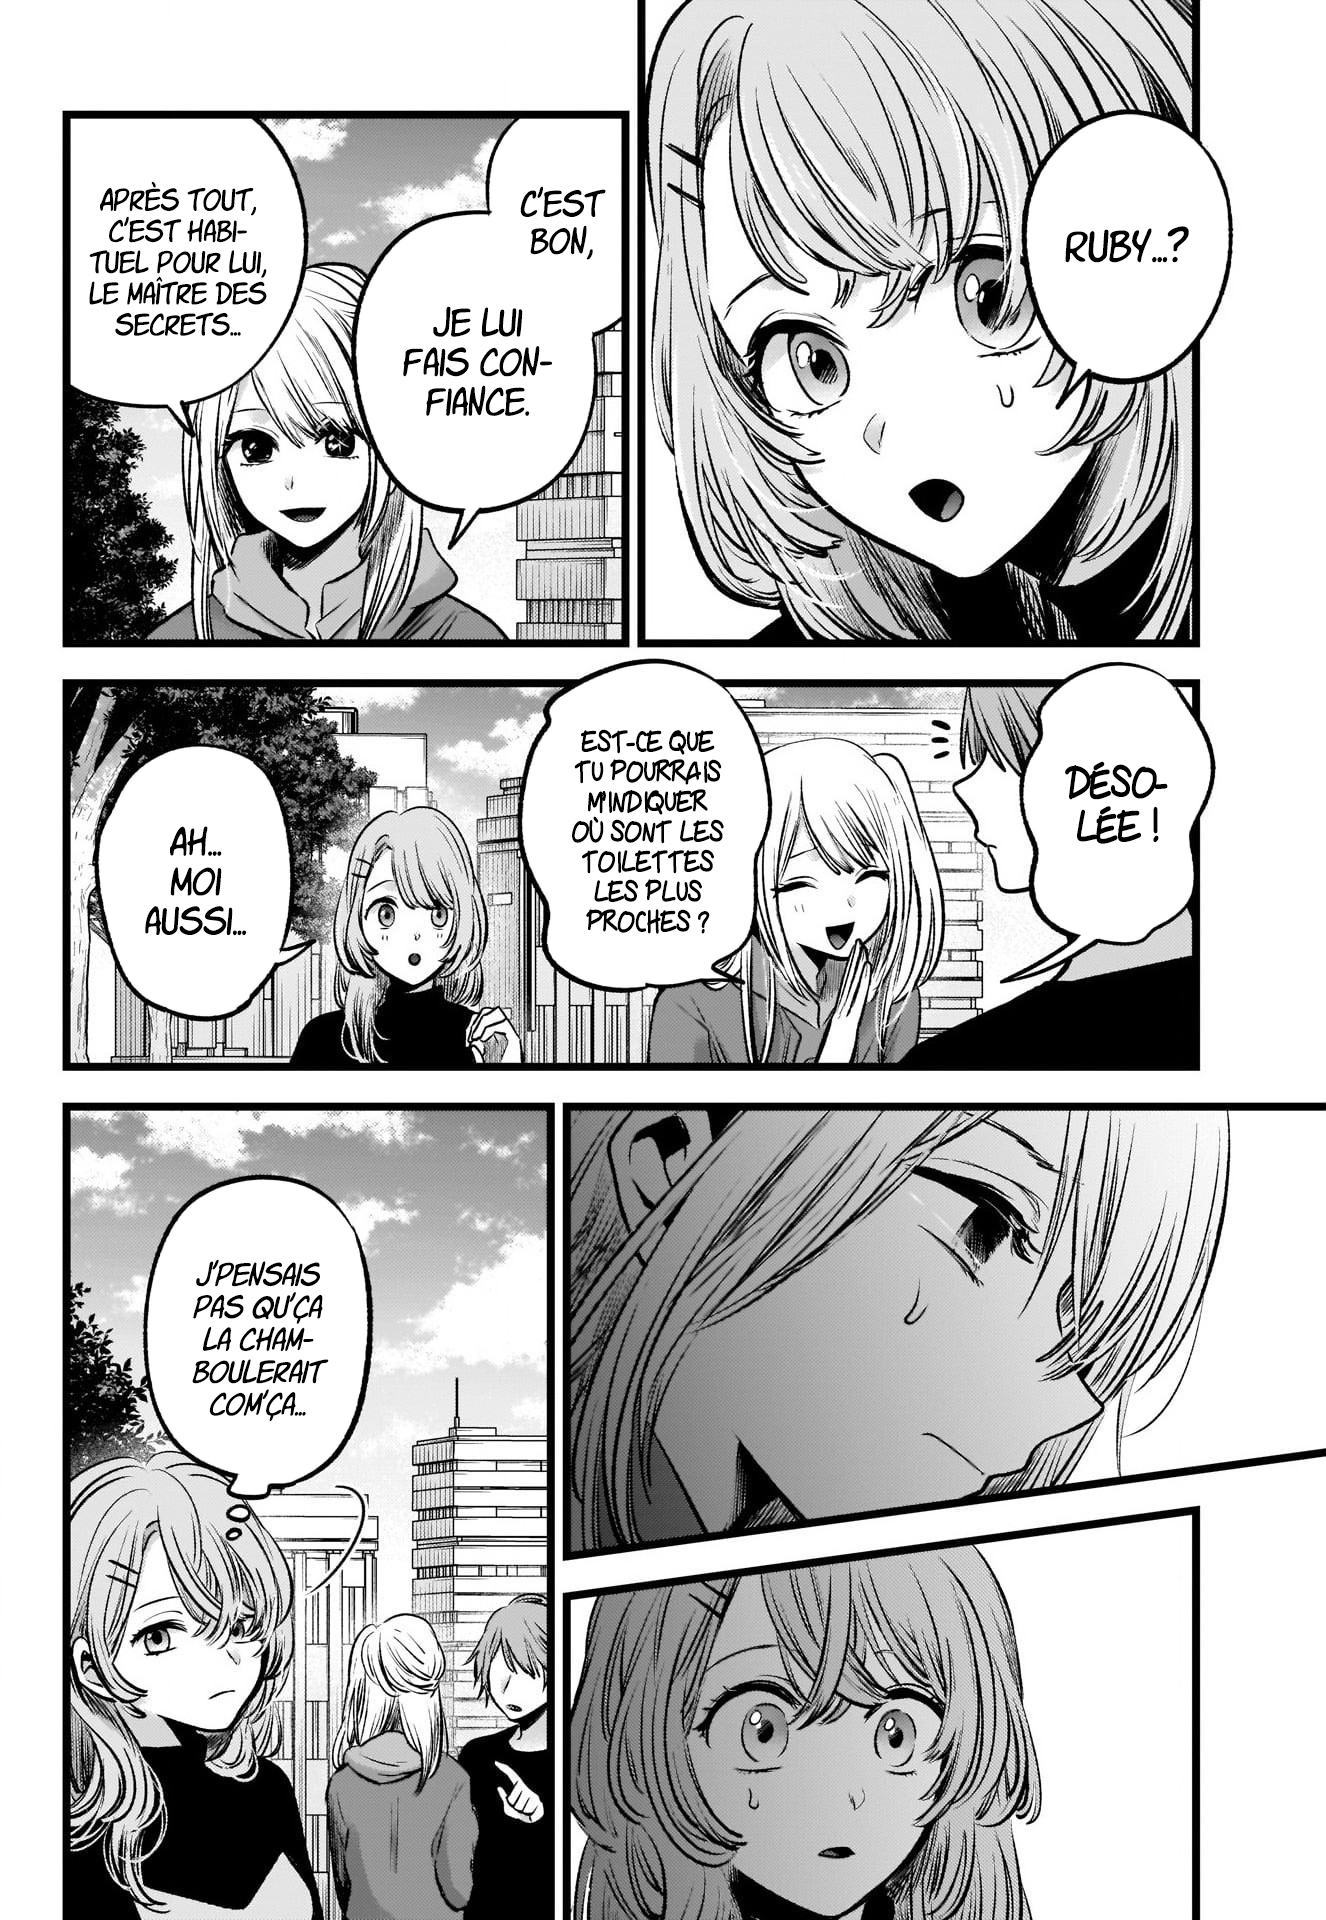 RUBY...?
C'EST
BON,
JE LUI
FAIS CON-
FIANCE.
APRÈS TOUT,
C'EST HABI-
TUEL POUR LUI,
LE MAÎTRE DES
SECRETS...
DÉSO-
LÉE !
EST-CE QUE
TU POURRAIS
M'INDIQUER
OÙ SONT LES
TOILETTES
LES PLUS
PROCHES ?
AH...
MOI
AUSSI...
J'PENSAIS
PAS QU'ÇA
LA CHAM-
BOULERAIT
COM'ÇA...